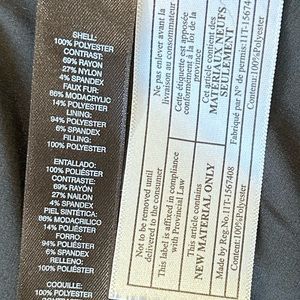 SHELL:
100% POLYESTER
CONTRAST:
69% RAYON
27% NYLON
4% SPANDEX
FAUX FUR:
86% MODACRYLIC
14% POLYESTER
LINING:
94% POLYESTER
6% SPANDEX
FILLING:
100% POLYESTER
ENTALLADO:
100% POLIÉSTER
CONTRASTE:
69% RAYÓN
27% NAILON
4% SPANDEX
PIEL SINTÉTICA:
86% MODACRÍLICO
14% POLIÉSTER
FORRO:
94% POLIÉSTER
6% SPANDEX
RELLENO:
100% POLIÉSTER
COQUILLE:
100% POLYESTER
Not to be removed until
delivered to the consumer
This label is affixed in compliance
with Provincial Law
This article contains
NEW MATERIAL ONLY
Made by Reg.No:1T-1567408
Content:100%Polyester
Ne pas enlever avant la
livraison au consommateur
Cette étiquette est apposée
conformément à loi de la
province
Cet article contient des
MATERIAUX NEUFS
SEULEMENT
Fabriqué par No de permis:1T-15674
Contenu:100%Polyester